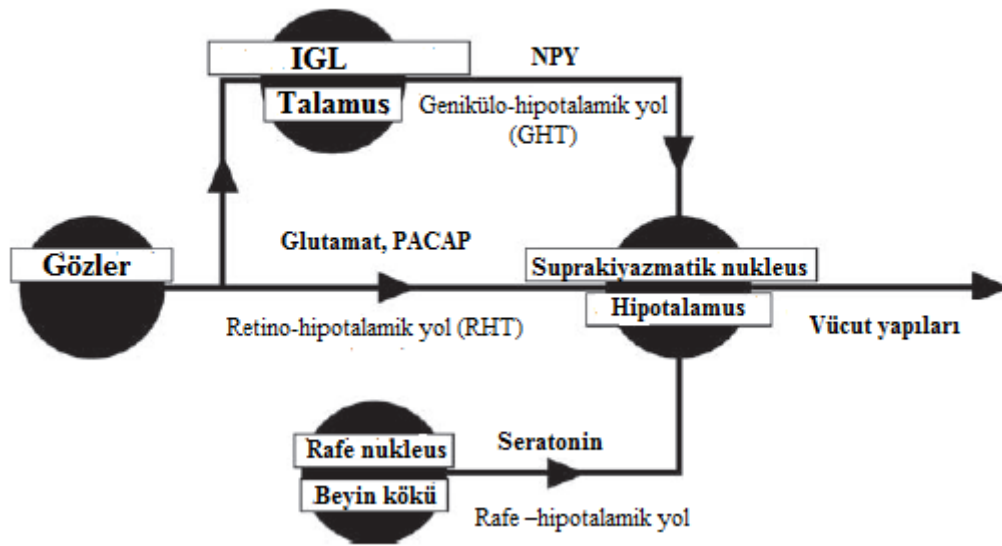 IGL
Talamus
NPY
Genikülo-hipotalamik yol
(GHT)
Gözler
Glutamat, PACAP
Retino-hipotalamik yol (RHT)
Suprakiyazmatik nukleus
Hipotalamus
Vücut yapıları
Rafe nukleus
Beyin kökü
Seratonin
Rafe –hipotalamik yol